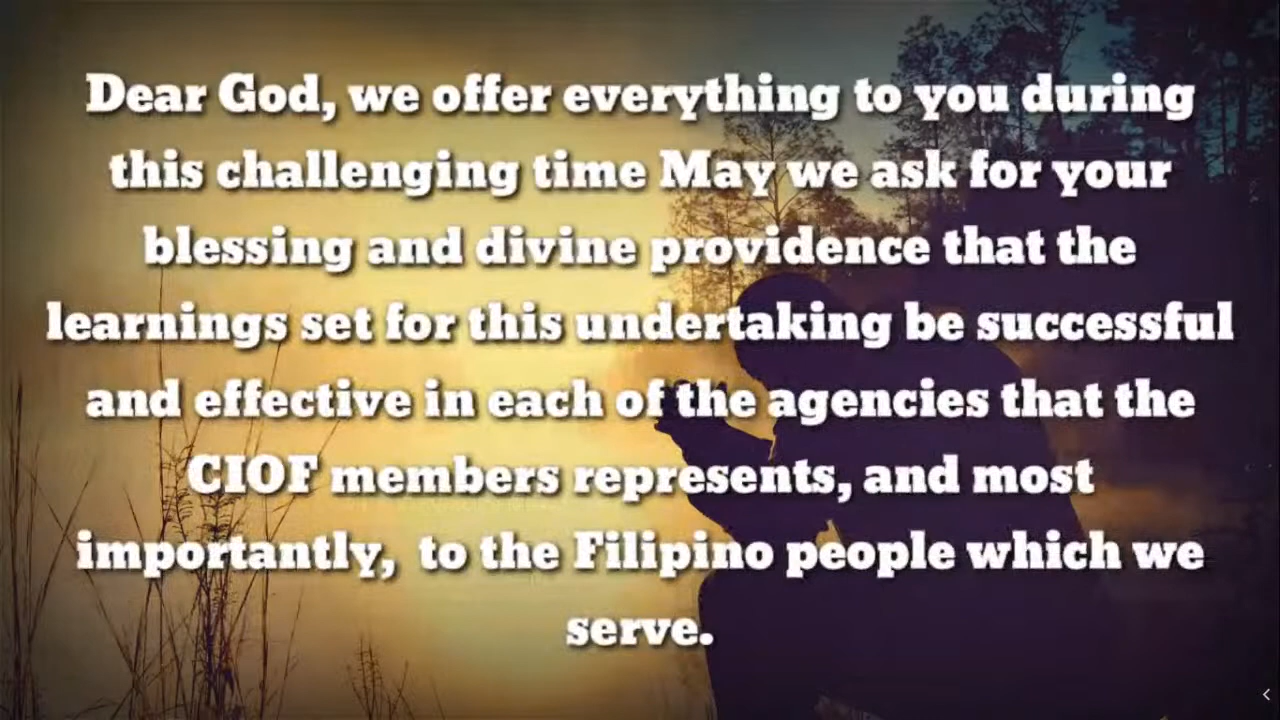 Dear God, we offer everything to you during
this challenging time May we ask for your
blessing and divine providence that the
learnings set for this undertaking be successful
and effective in each of the agencies that the
CIOF members represents, and most
importantly,  to the Filipino people which we
serve.